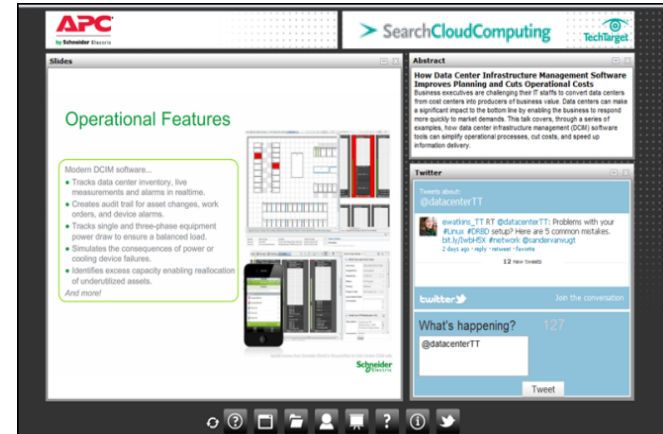 APC
by Schneider Electric
SearchCloudComputing
TechTarget
Slides
Operational Features
Modern DCIM software...
• Tracks data center inventory, live
measurements and alarms in realtime.
• Creates audit trail for asset changes, work
orders, and device alarms.
• Tracks single and three-phase equipment
power draw to ensure a balanced load.
• Simulates the consequences of power or
cooling device failures.
• Identifies excess capacity enabling reallocation
of underutilized assets.
And more!
Schneider
Electric
Abstract
How Data Center Infrastructure Management Software
Improves Planning and Cuts Operational Costs
Business executives are challenging their IT staffs to convert data centers
from cost centers into producers of business value. Data centers can make
a significant impact to the bottom line by enabling the business to respond
more quickly to market demands. This talk covers, through a series of
examples, how data center infrastructure management (DCIM) software
tools can simplify operational processes, cut costs, and speed up
information delivery.
Twitter
Tweets about:
@datacenterTT
ewatkins_TT RT @datacenterTT: Problems with your
#Linux #DRBD setup? Here are 5 common mistakes.
bit.ly/IwbH5X #network @sandervanvugt
2 days ago • reply • retweet • favorite
12 new tweets
twitter
Join the conversation
What's happening?
127
@datacenterTT
Tweet